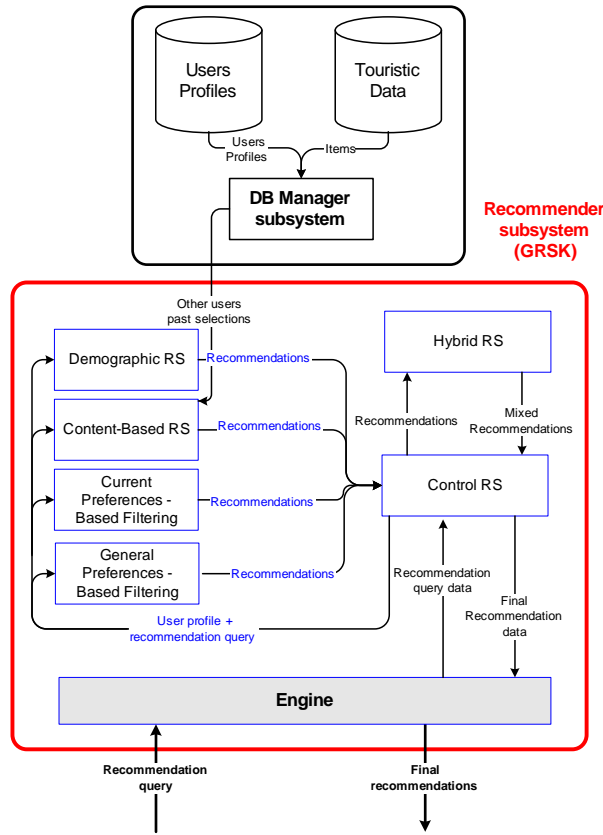 Users
Profiles
Touristic
Data
Users
Profiles
Items
DB Manager
subsystem
Recommender
subsystem
(GRSK)
Other users
past selections
Demographic RS
Recommendations
Hybrid RS
Content-Based RS
Recommendations
Recommendations
Mixed
Recommendations
Current
Preferences -
Based Filtering
Recommendations
Control RS
General
Preferences -
Based Filtering
Recommendations
Recommendation
query data
Final
Recommendation
data
User profile +
recommendation query
Engine
Recommendation
query
Final
recommendations